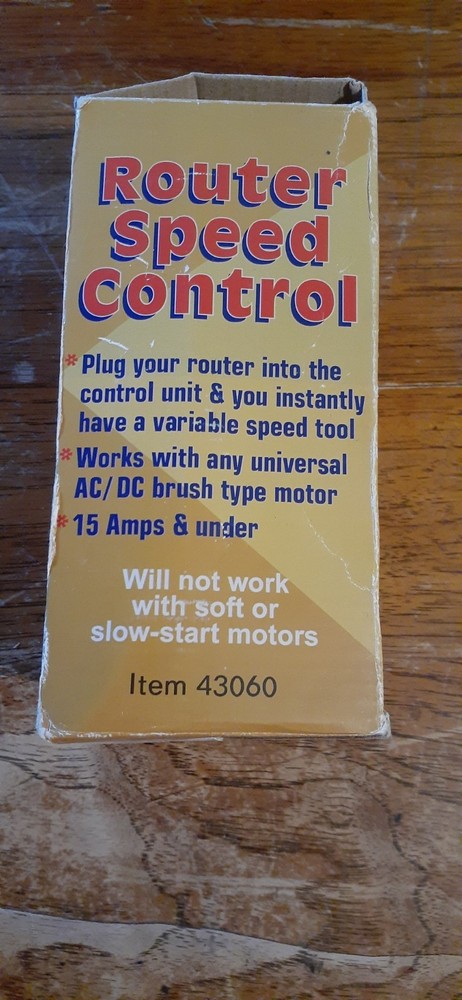 Router
Speed
Control
* Plug your router into the
control unit & you instantly
have a variable speed tool
* Works with any universal
AC/DC brush type motor
* 15 Amps & under
Will not work
with soft or
slow-start motors
Item 43060